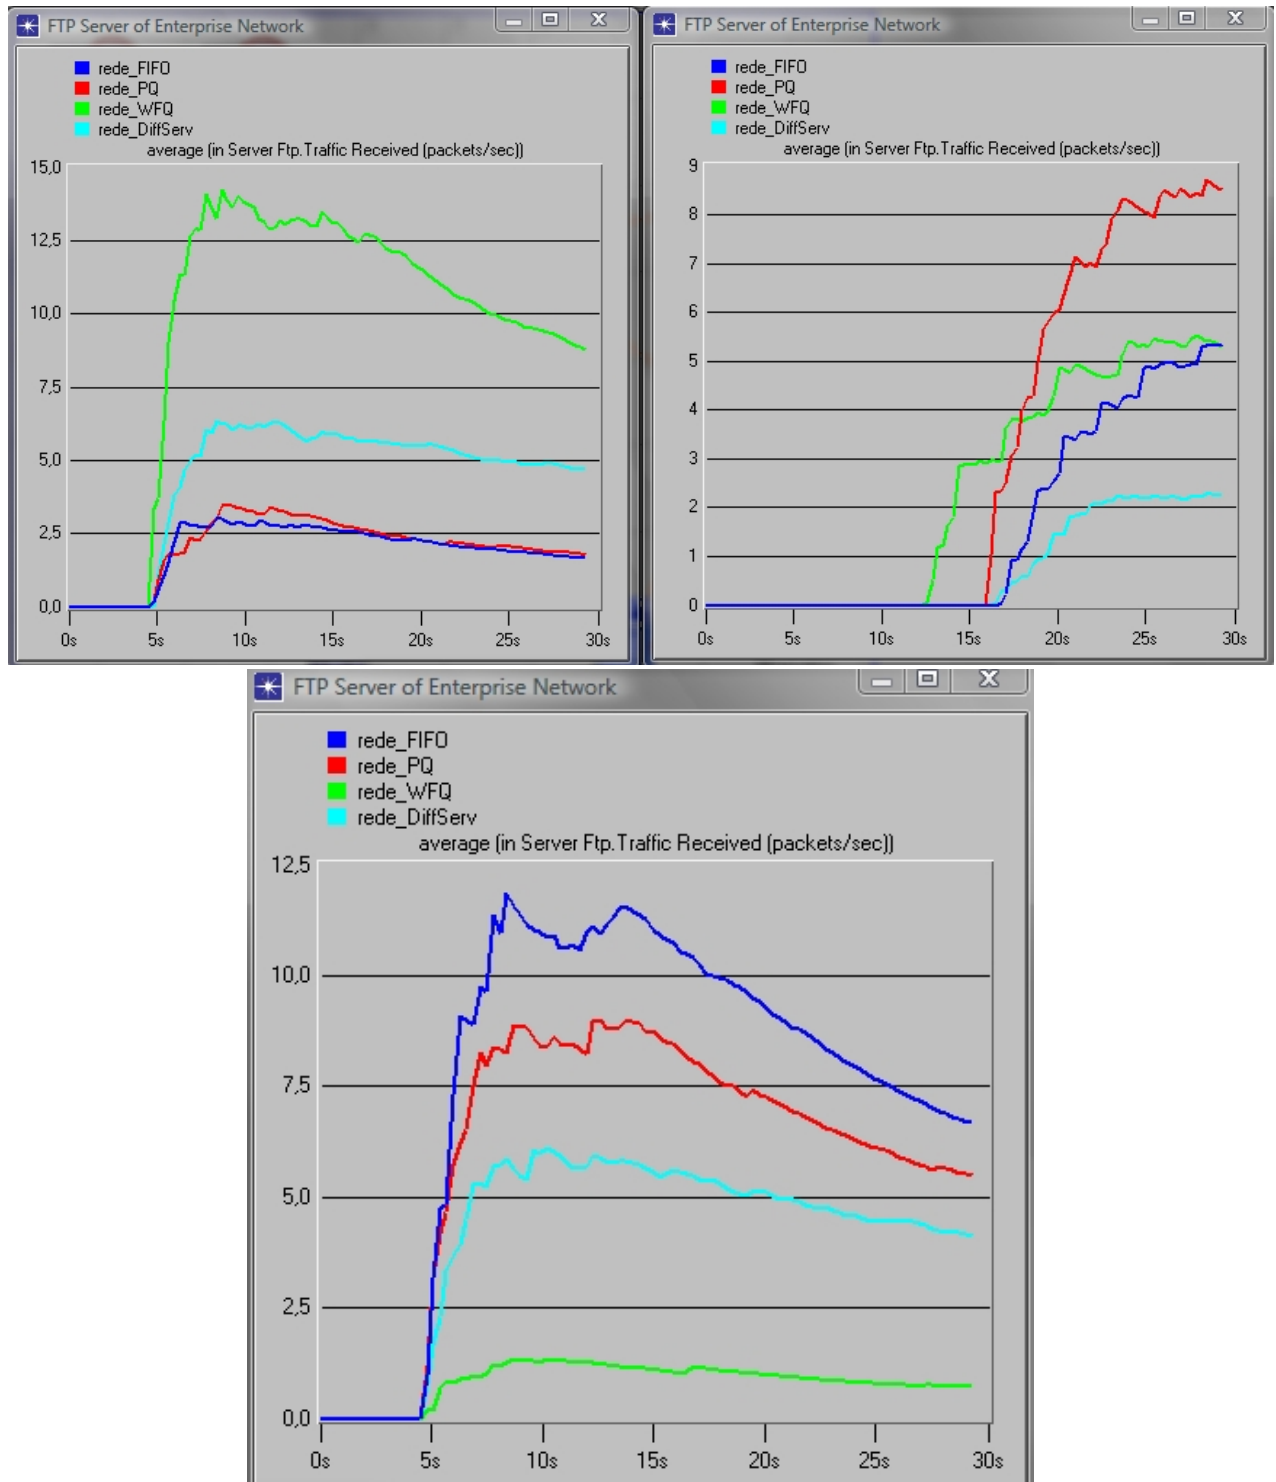 FTP Server of Enterprise Network
rede_FIFO
rede_PQ
rede_WFQ
rede_DiffServ
average (in Server Ftp.Traffic Received (packets/sec))
15,0
12,5
10,0
7,5
5,0
2,5
0,0
0s 5s 10s 15s 20s 25s 30s
FTP Server of Enterprise Network
rede_FIFO
rede_PQ
rede_WFQ
rede_DiffServ
average (in Server Ftp.Traffic Received (packets/sec))
9
8
7
6
5
4
3
2
1
0
0s 5s 10s 15s 20s 25s 30s
FTP Server of Enterprise Network
rede_FIFO
rede_PQ
rede_WFQ
rede_DiffServ
average (in Server Ftp.Traffic Received (packets/sec))
12,5
10,0
7,5
5,0
2,5
0,0
0s 5s 10s 15s 20s 25s 30s